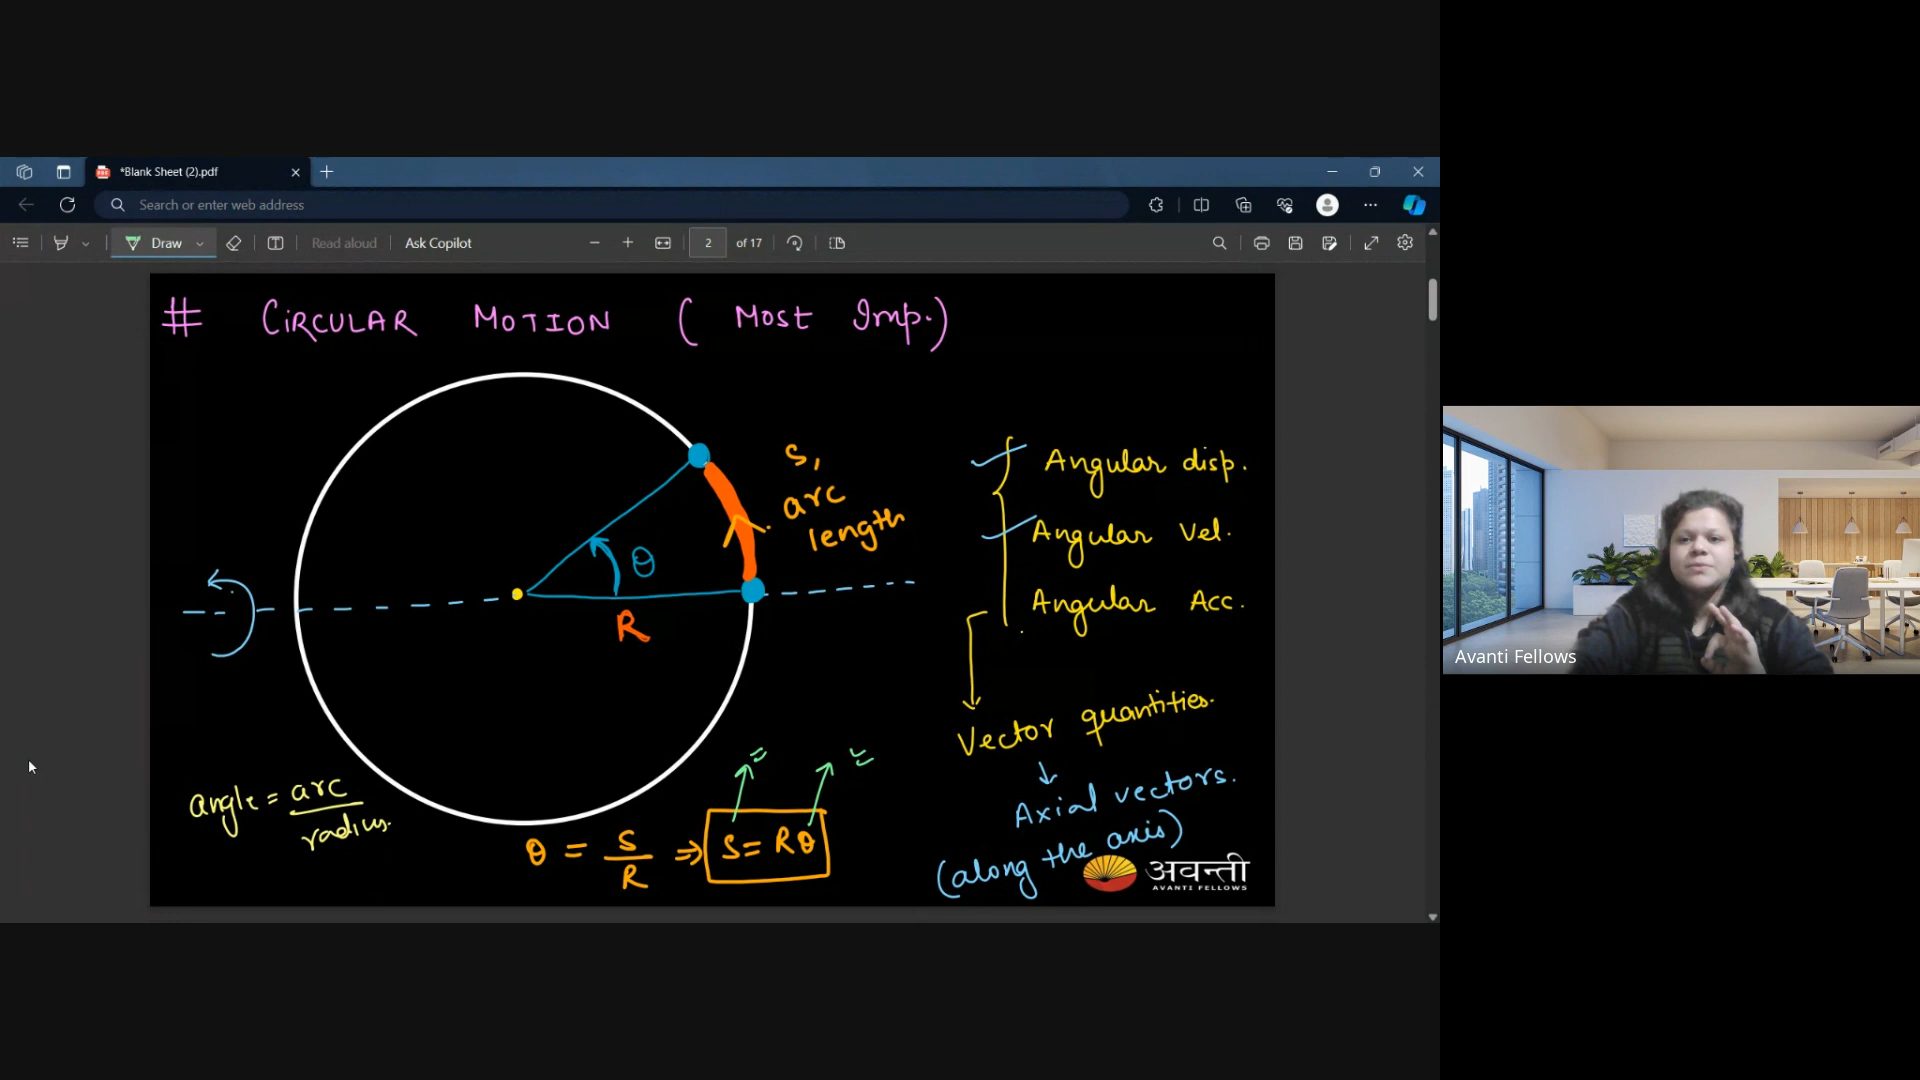 *Blank Sheet (2).pdf
Search or enter web address
Draw
Read aloud
Ask Copilot
2
of 17
# CIRCULAR MOTION ( Most Imp.)
s,
arc
length
θ
R
Angular disp.
Angular Vel.
Angular Acc.
Vector quantities.
Axial vectors.
(along the axis)
angle = arc
radius.
θ = S
R
⇒ S = Rθ
अवन्ती
AVANTI FELLOWS
Avanti Fellows